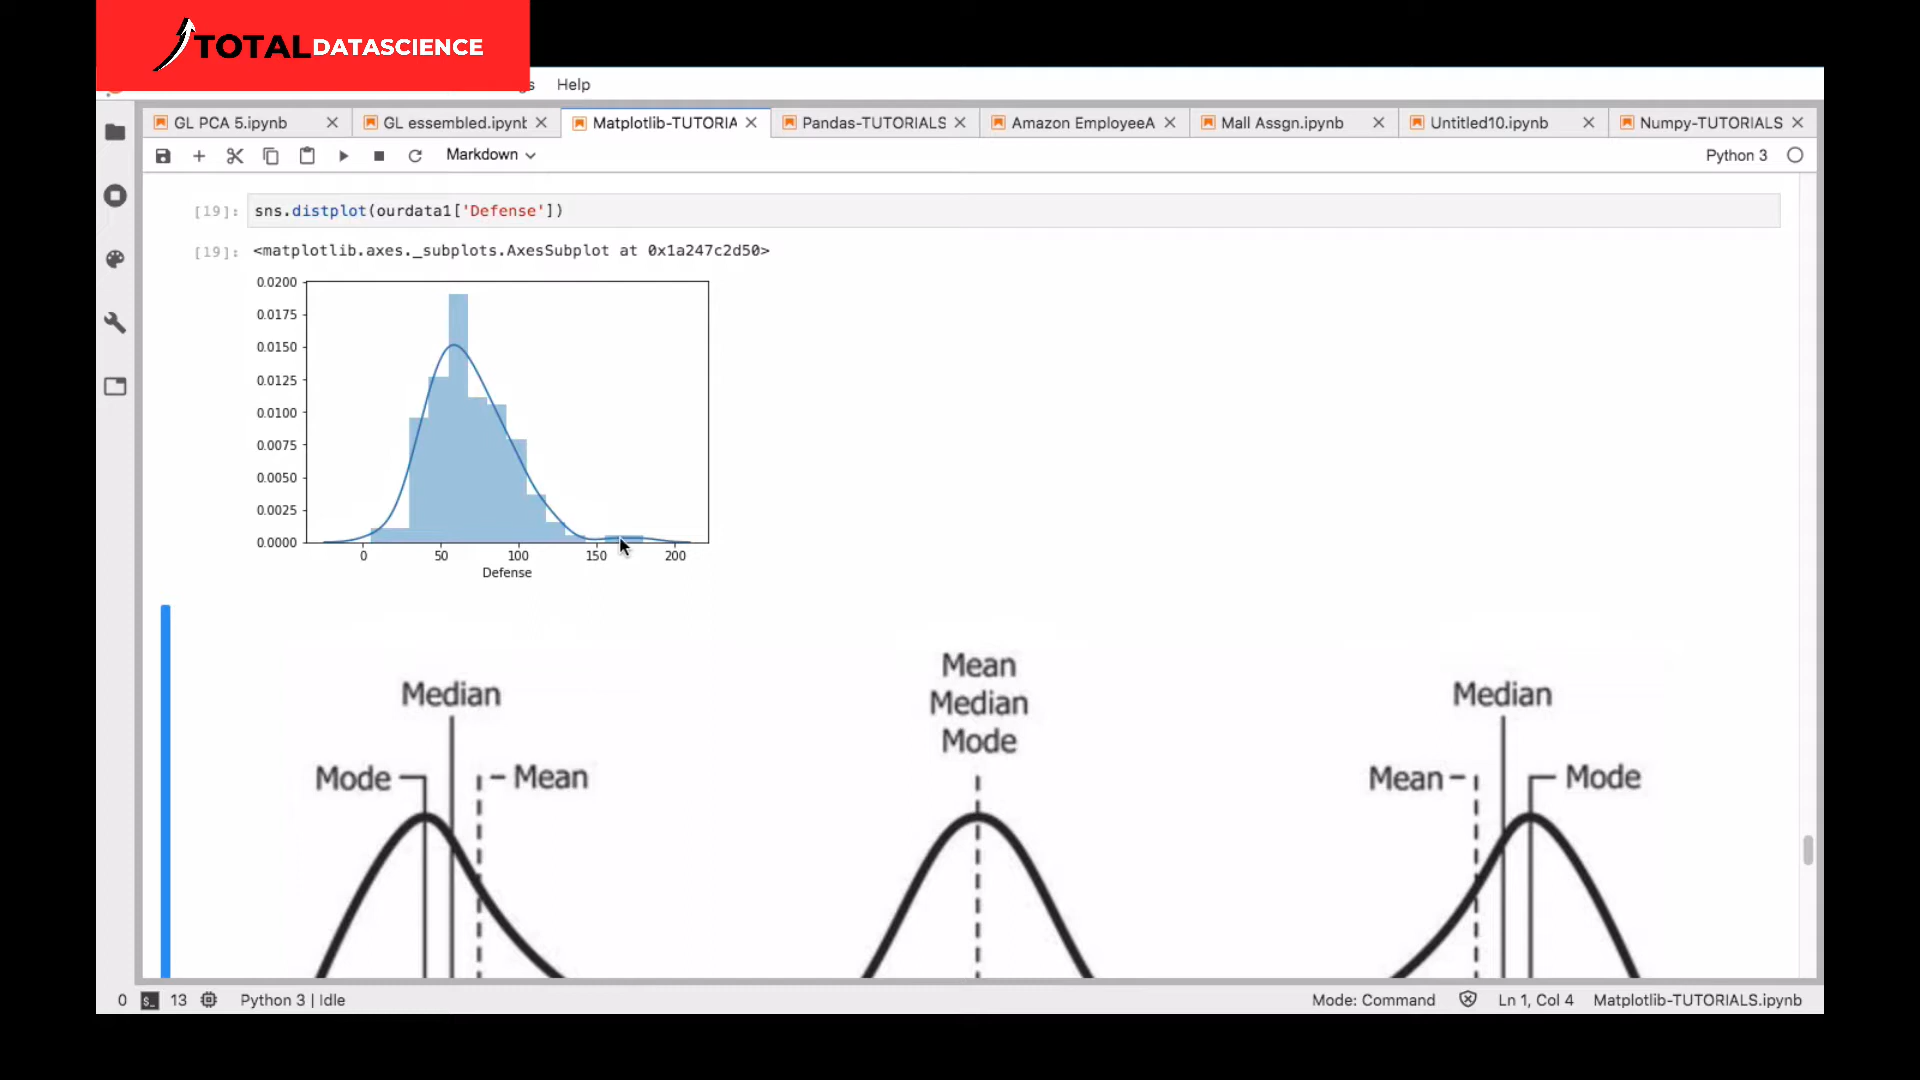 TOTALDATASCIENCE
s Help
GL PCA 5.ipynb GL essembled.ipynb Matplotlib-TUTORIA Pandas-TUTORIALS Amazon EmployeeA Mall Assgn.ipynb Untitled10.ipynb Numpy-TUTORIALS
Markdown Python 3
[19]: sns.distplot(ourdata1['Defense'])
[19]: <matplotlib.axes._subplots.AxesSubplot at 0x1a247c2d50>
0.0200
0.0175
0.0150
0.0125
0.0100
0.0075
0.0050
0.0025
0.0000
0 50 100 150 200
Defense
Median
Mode
Mean
Mean
Median
Mode
Median
Mean
Mode
0 13 Python 3 | Idle Mode: Command Ln 1, Col 4 Matplotlib-TUTORIALS.ipynb